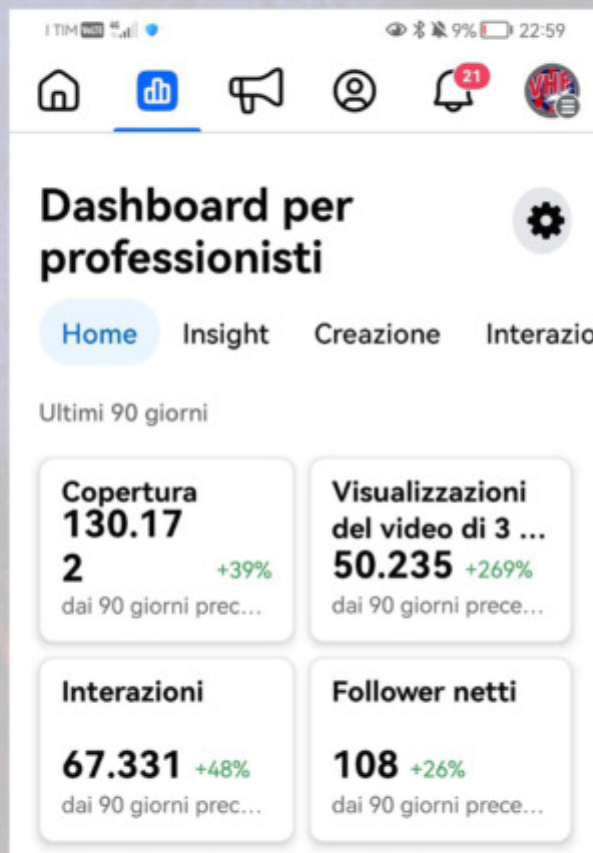 TIM 9% 22:59
21
VHF
Dashboard per
professionisti
Home Insight Creazione Interazio
Ultimi 90 giorni
Copertura
130.17
2 +39%
dai 90 giorni prec...
Visualizzazioni
del video di 3 ...
50.235 +269%
dai 90 giorni prece...
Interazioni
67.331 +48%
dai 90 giorni prec...
Follower netti
108 +26%
dai 90 giorni prece...